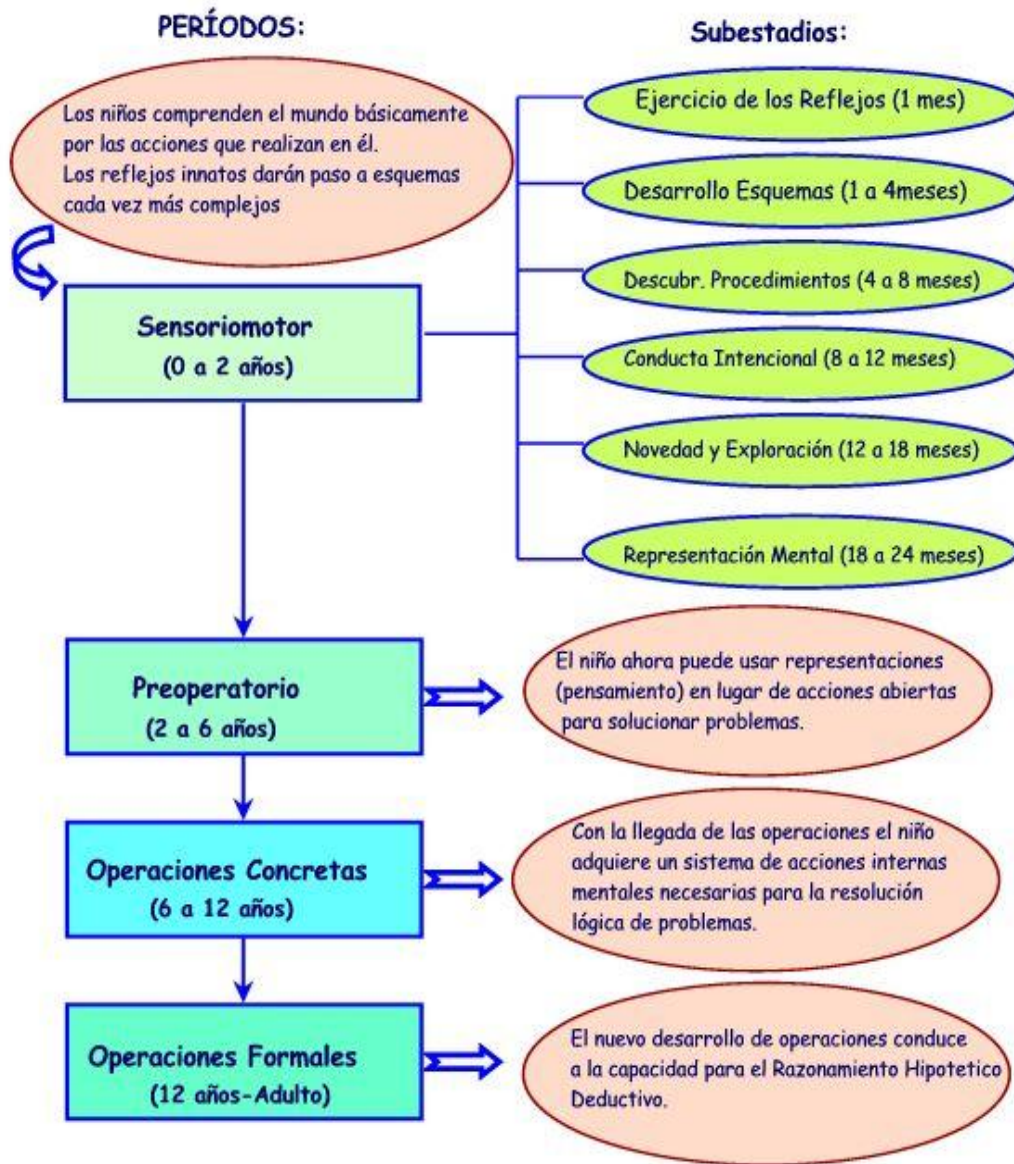 PERÍODOS:
Subestadios:
Los niños comprenden el mundo básicamente
por las acciones que realizan en él.
Los reflejos innatos darán paso a esquemas
cada vez más complejos
Ejercicio de los Reflejos (1 mes)
Desarrollo Esquemas (1 a 4meses)
Descubr. Procedimientos (4 a 8 meses)
Conducta Intencional (8 a 12 meses)
Novedad y Exploración (12 a 18 meses)
Representación Mental (18 a 24 meses)
Sensoriomotor
(0 a 2 años)
Preoperatorio
(2 a 6 años)
El niño ahora puede usar representaciones
(pensamiento) en lugar de acciones abiertas
para solucionar problemas.
Operaciones Concretas
(6 a 12 años)
Con la llegada de las operaciones el niño
adquiere un sistema de acciones internas
mentales necesarias para la resolución
lógica de problemas.
Operaciones Formales
(12 años-Adulto)
El nuevo desarrollo de operaciones conduce
a la capacidad para el Razonamiento Hipotetico
Deductivo.